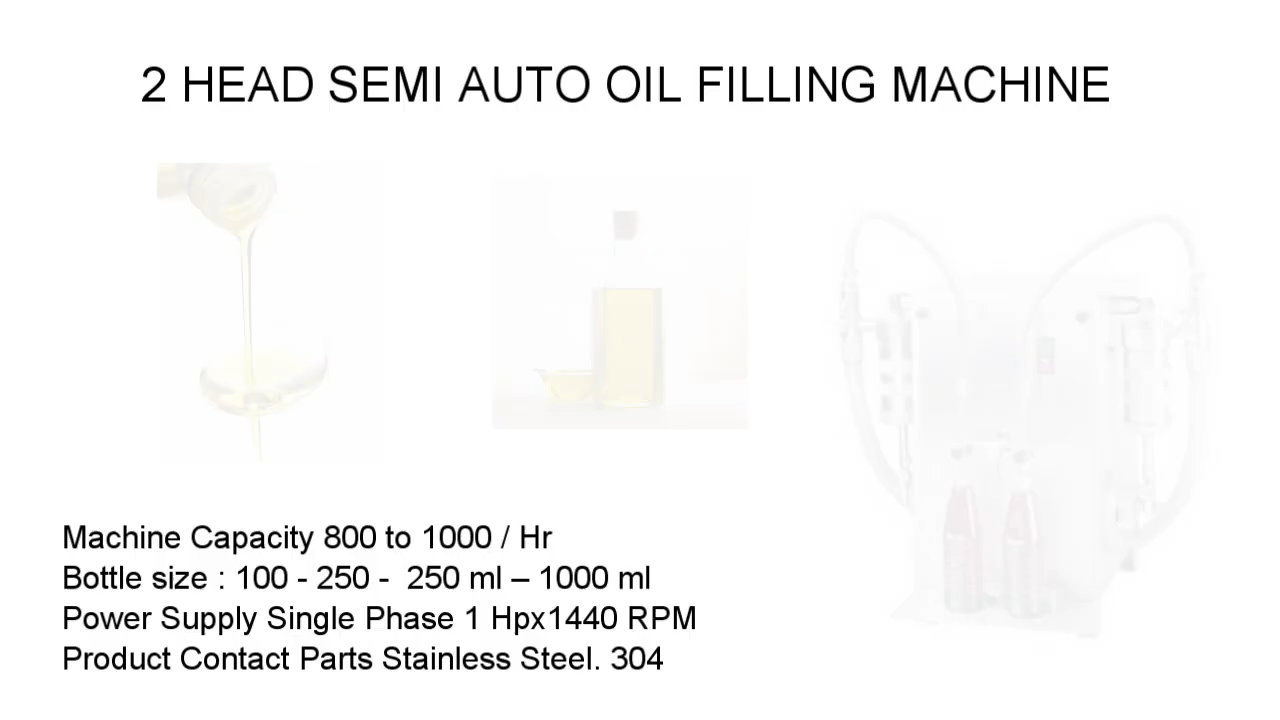 2 HEAD SEMI AUTO OIL FILLING MACHINE
Machine Capacity 800 to 1000 / Hr
Bottle size : 100 - 250 -  250 ml – 1000 ml
Power Supply Single Phase 1 Hpx1440 RPM
Product Contact Parts Stainless Steel. 304